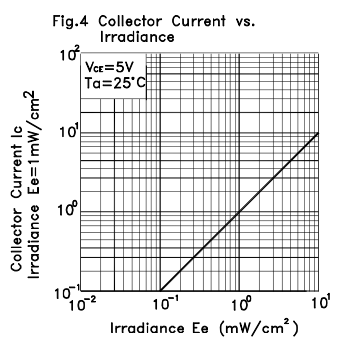 Fig.4 Collector Current vs.
Irradiance
VCE=5V
Ta=25°C
Collector Current Ic
Irradiance Ee=1mW/cm²
10²
10¹
10⁰
10⁻¹
10⁻² 10⁻¹ 10⁰ 10¹
Irradiance Ee (mW/cm²)